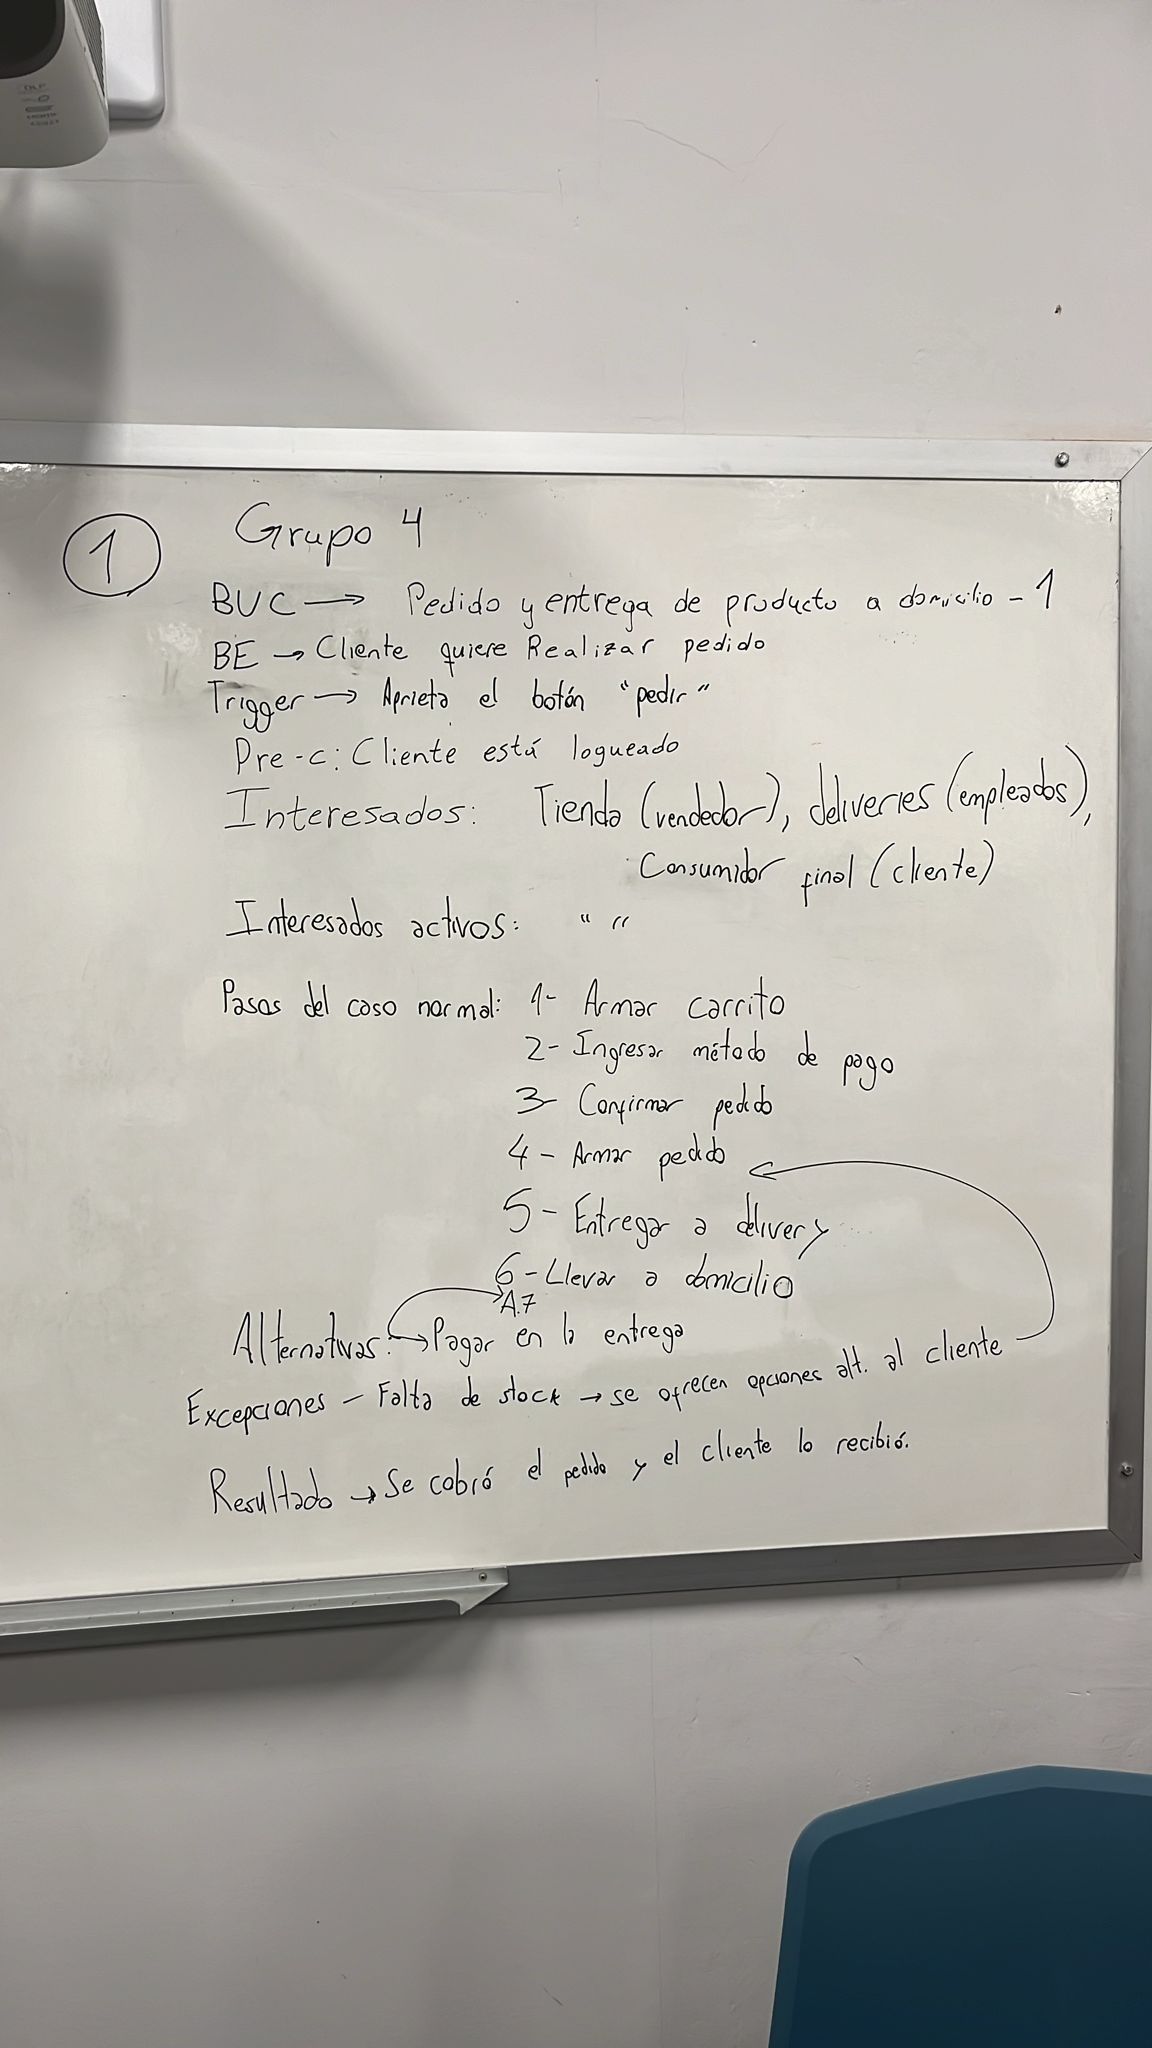 DLP
1
Grupo 4
BUC → Pedido y entrega de producto a domicilio - 1
BE → Cliente quiere Realizar pedido
Trigger → Aprieta el botón "pedir"
Pre-c: Cliente está logueado
Interesados: Tienda (vendedor), deliveries (empleados),
Consumidor final (cliente)
Interesados activos: " "
Pasos del caso normal: 1- Armar carrito
2- Ingresar método de pago
3- Confirmar pedido
4- Armar pedido
5- Entregar a delivery
6- Llevar a domicilio
A.7
Alternativas: → Pagar en la entrega
Excepciones - Falta de stock → se ofrecen opciones alt. al cliente
Resultado → Se cobró el pedido y el cliente lo recibió.